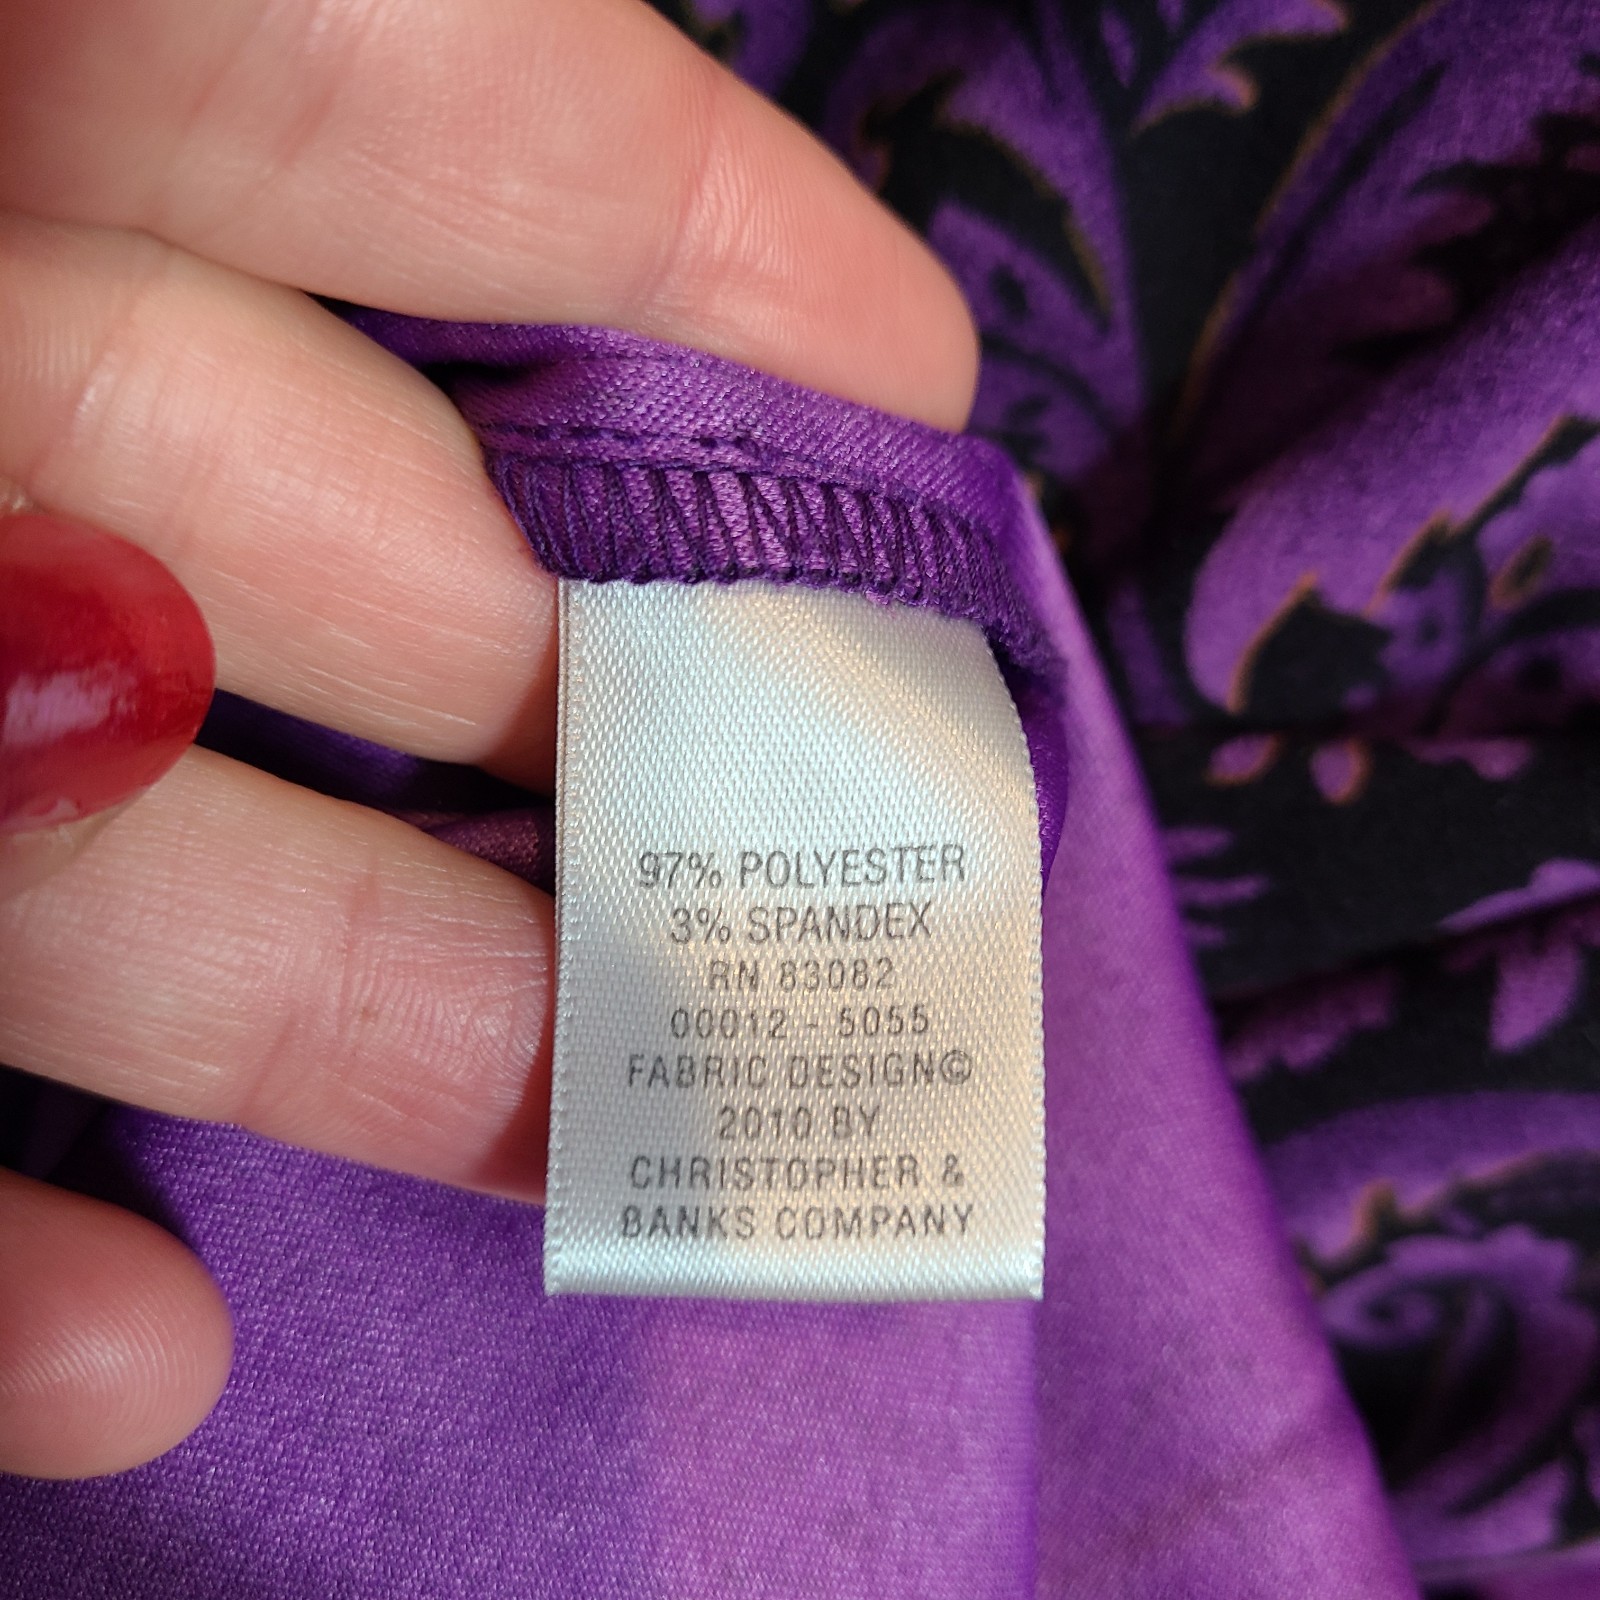 97% POLYESTER
3% SPANDEX
RN 83082
00012 - 5055
FABRIC DESIGN©
2010 BY
CHRISTOPHER &
BANKS COMPANY